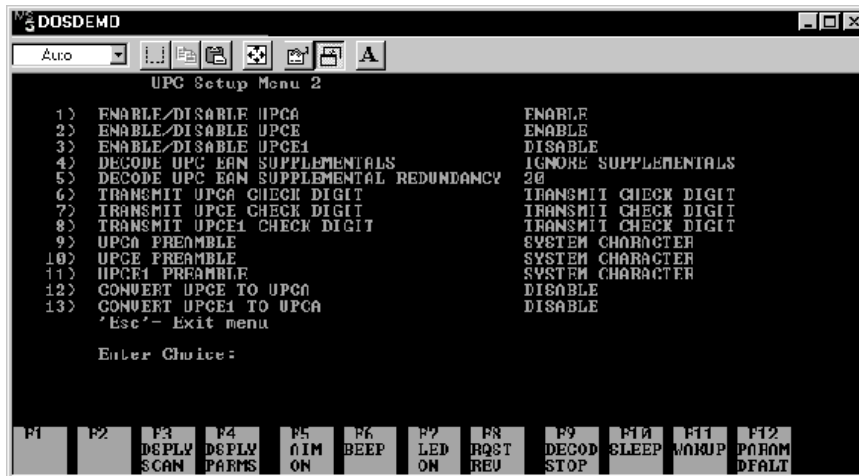 DOSDEMO
Auto
A
UPC Setup Menu 2
1) ENABLE/DISABLE UPCA ENABLE
2) ENABLE/DISABLE UPCE ENABLE
3) ENABLE/DISABLE UPCE1 DISABLE
4) DECODE UPC EAN SUPPLEMENTALS IGNORE SUPPLEMENTALS
5) DECODE UPC EAN SUPPLEMENTAL REDUNDANCY 20
6) TRANSMIT UPCA CHECK DIGIT TRANSMIT CHECK DIGIT
7) TRANSMIT UPCE CHECK DIGIT TRANSMIT CHECK DIGIT
8) TRANSMIT UPCE1 CHECK DIGIT TRANSMIT CHECK DIGIT
9) UPCA PREAMBLE SYSTEM CHARACTER
10) UPCE PREAMBLE SYSTEM CHARACTER
11) UPCE1 PREAMBLE SYSTEM CHARACTER
12) CONVERT UPCE TO UPCA DISABLE
13) CONVERT UPCE1 TO UPCA DISABLE
'Esc'- Exit menu
Enter Choice:
F1 F2 F3 F4 F5 F6 F7 F8 F9 F10 F11 F12
DSPLY DSPLY AIM BEEP LED RQST DECOD SLEEP WAKUP PARAM
SCAN PARMS ON ON REV STOP DFALT